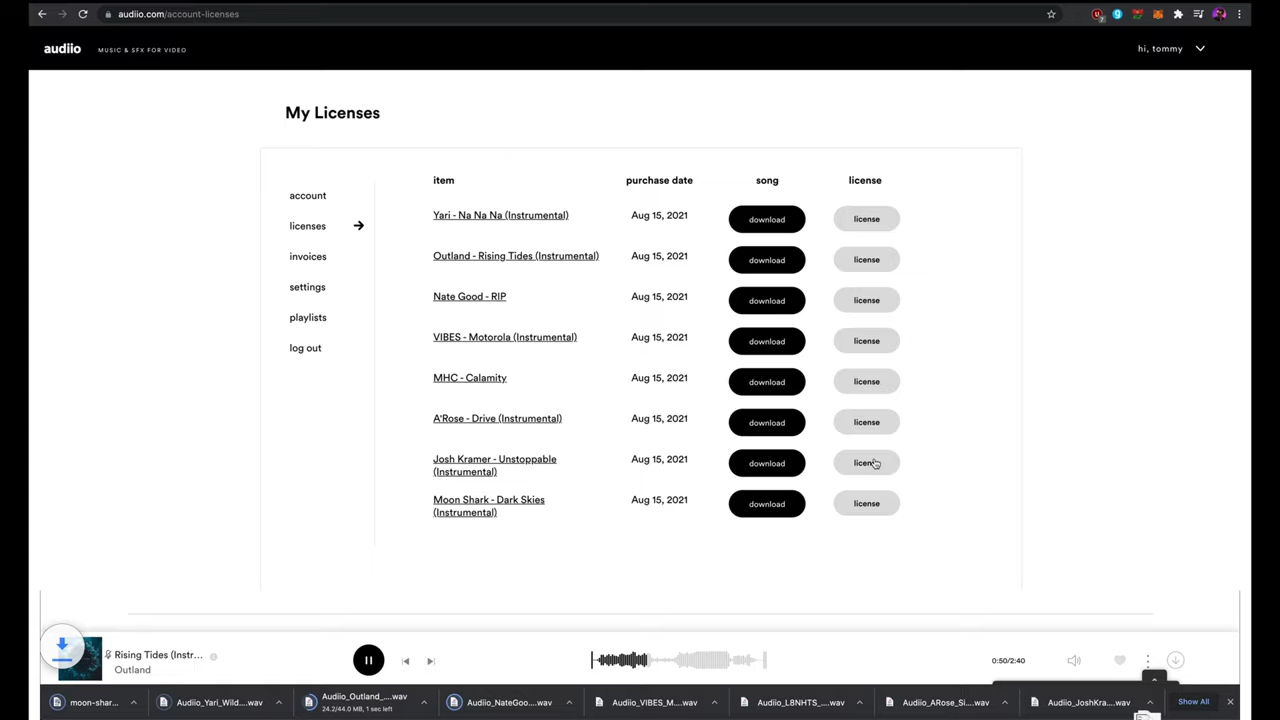 audiio.com/account-licenses
audiio MUSIC & SFX FOR VIDEO hi, tommy
My Licenses
item purchase date song license
account
licenses
invoices
settings
playlists
log out
Yari - Na Na Na (Instrumental) Aug 15, 2021 download license
Outland - Rising Tides (Instrumental) Aug 15, 2021 download license
Nate Good - RIP Aug 15, 2021 download license
VIBES - Motorola (Instrumental) Aug 15, 2021 download license
MHC - Calamity Aug 15, 2021 download license
A'Rose - Drive (Instrumental) Aug 15, 2021 download license
Josh Kramer - Unstoppable Aug 15, 2021 download license
(Instrumental)
Moon Shark - Dark Skies Aug 15, 2021 download license
(Instrumental)
Rising Tides (Instr...
Outland
0:50/2:40
moon-shar... Audiio_Yari_Wild....wav Audiio_Outland_....wav Audiio_NateGoo....wav Audiio_VIBES_M....wav Audiio_L8NHTS_....wav Audiio_ARose_Si....wav Audiio_JoshKra....wav Show All
24.2/44.0 MB, 1 sec left